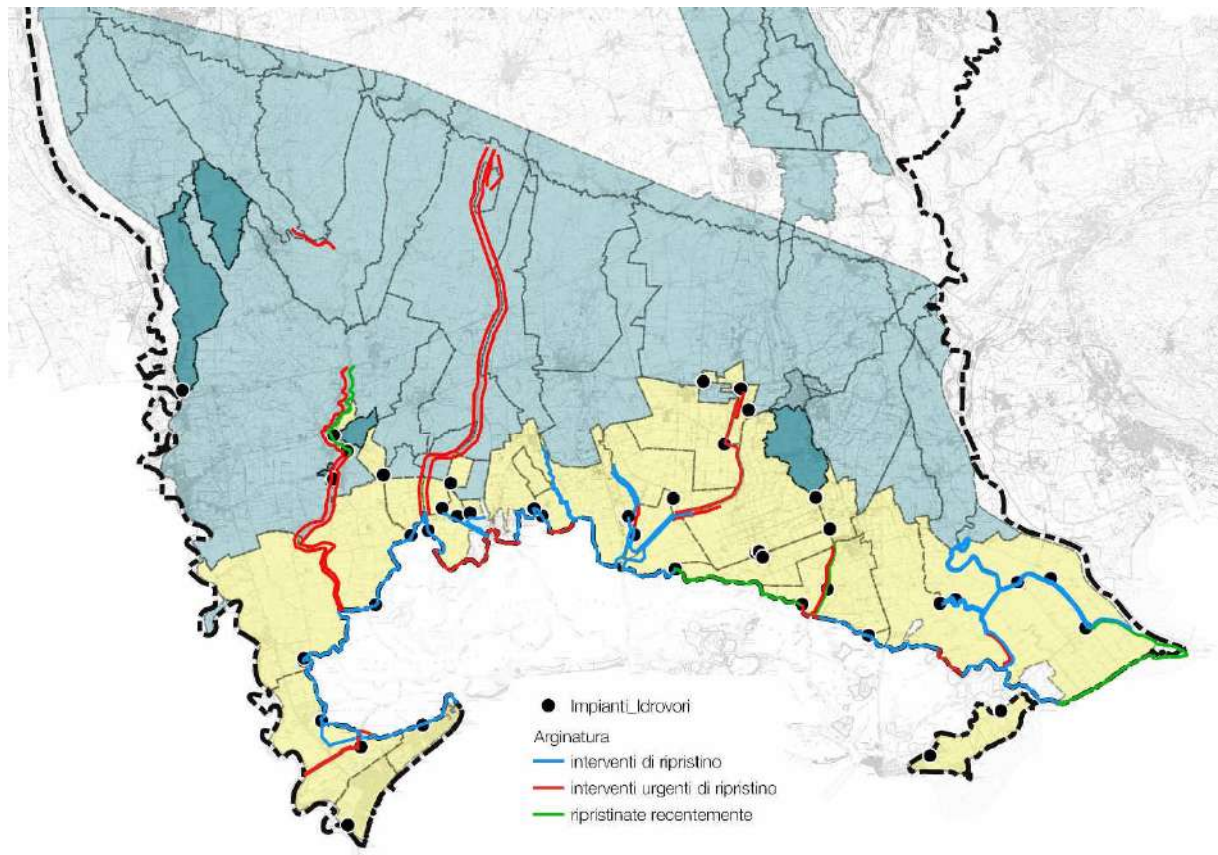 Impianti_Idrovori
Arginatura
interventi di ripristino
interventi urgenti di ripristino
ripristinate recentemente